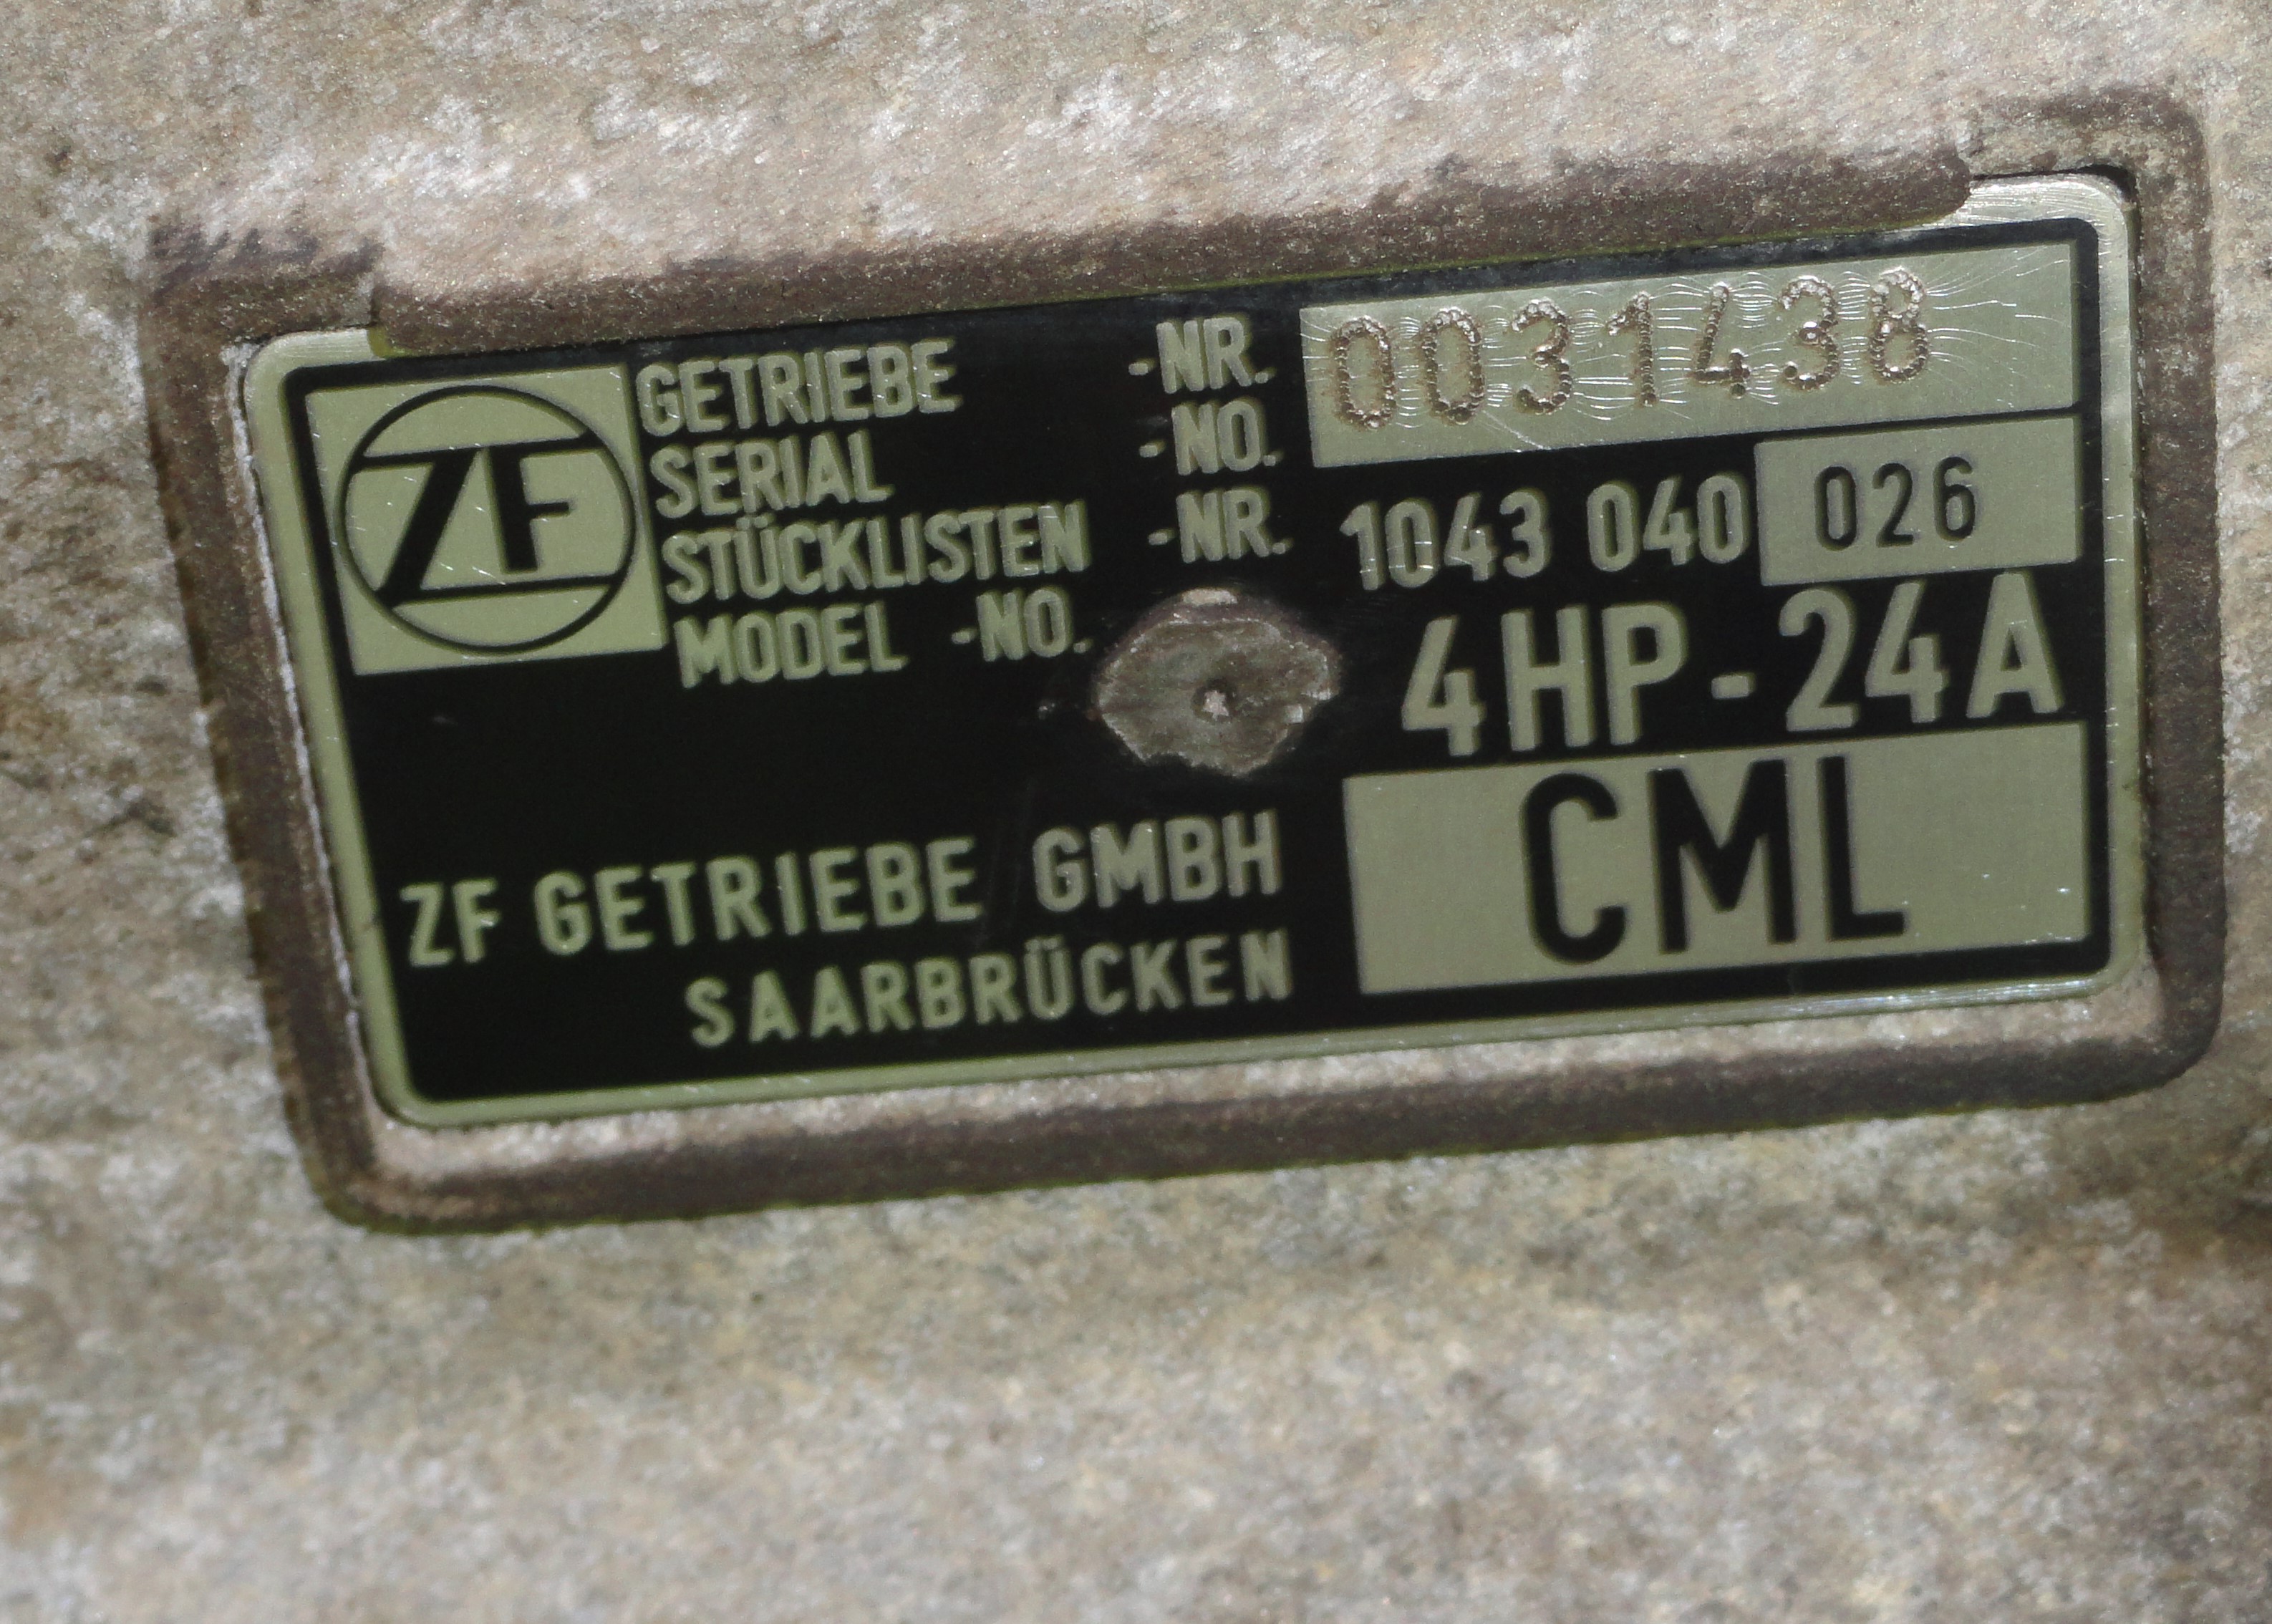 ZF
GETRIEBE -NR. 0031438
SERIAL -NO.
STÜCKLISTEN -NR. 1043 040 026
MODEL -NO. 4HP-24A
CML
ZF GETRIEBE GMBH
SAARBRÜCKEN